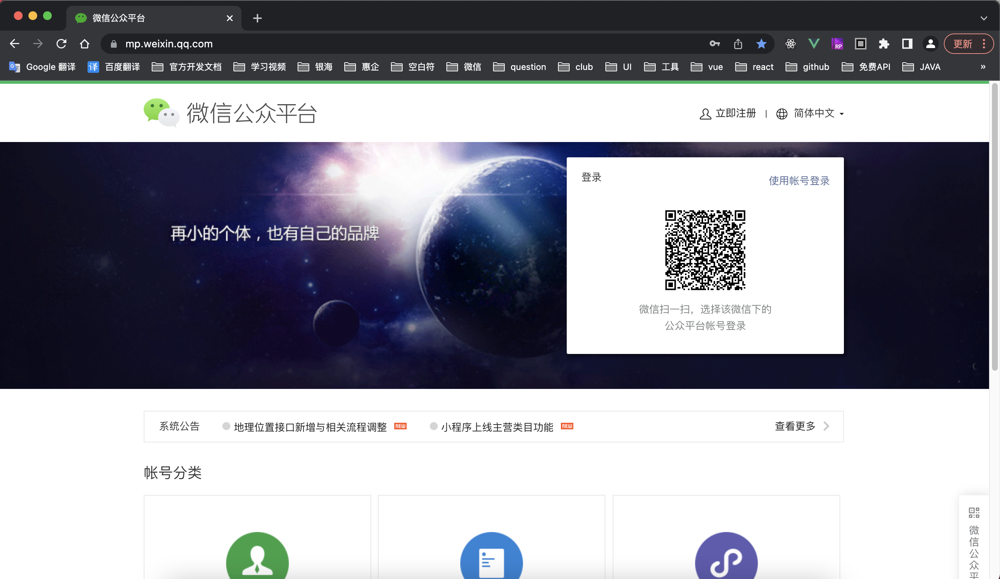 微信公众平台
mp.weixin.qq.com
更新
Google 翻译
译 百度翻译
官方开发文档
学习视频
银海
惠企
空白符
微信
question
club
UI
工具
vue
react
github
免费API
JAVA
微信公众平台
立即注册 | 简体中文
登录
使用帐号登录
再小的个体，也有自己的品牌
微信扫一扫，选择该微信下的
公众平台帐号登录
系统公告
地理位置接口新增与相关流程调整 NEW
小程序上线主营类目功能 NEW
查看更多
帐号分类
微信公众平